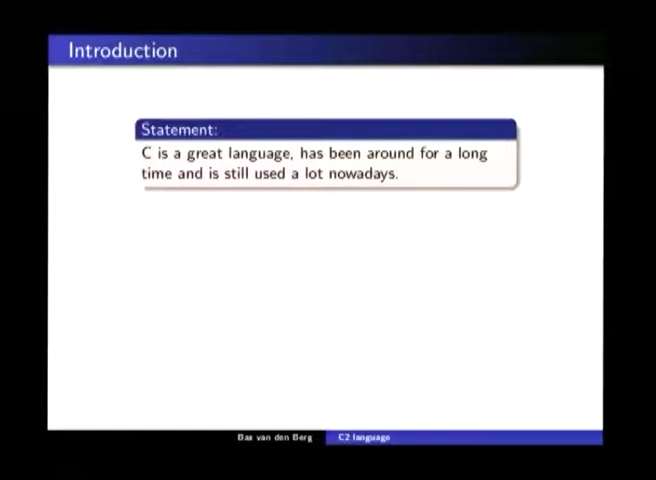 Introduction
Statement:
C is a great language, has been around for a long
time and is still used a lot nowadays.
Bas van den Berg
C2 language